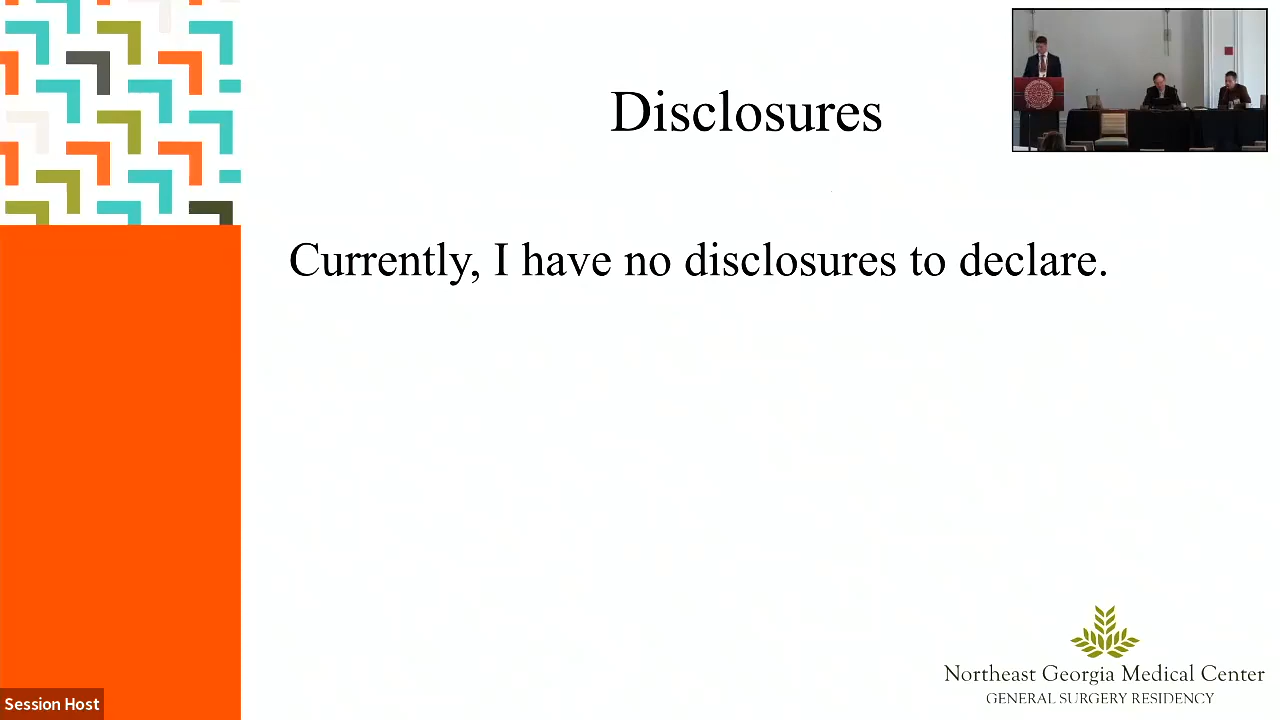 Disclosures
Currently, I have no disclosures to declare.
Northeast Georgia Medical Center
GENERAL SURGERY RESIDENCY
Session Host